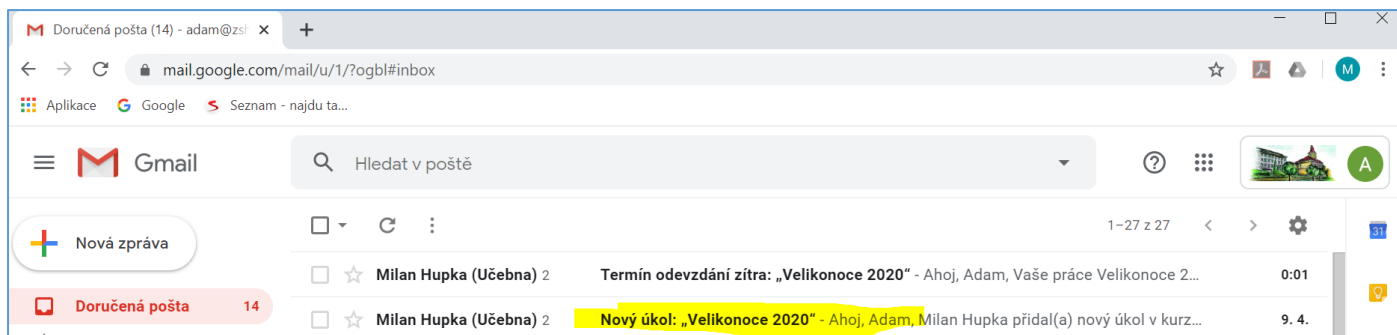 Doručená pošta (14) - adam@zsh
mail.google.com/mail/u/1/?ogbl#inbox
M
Aplikace Google Seznam - najdu ta...
Gmail
Hledat v poště
A
Nová zpráva
1–27 z 27
31
Milan Hupka (Učebna) 2 Termín odevzdání zítra: „Velikonoce 2020“ - Ahoj, Adam, Vaše práce Velikonoce 2... 0:01
Doručená pošta 14
Milan Hupka (Učebna) 2 Nový úkol: „Velikonoce 2020“ - Ahoj, Adam, Milan Hupka přidal(a) nový úkol v kurz... 9. 4.